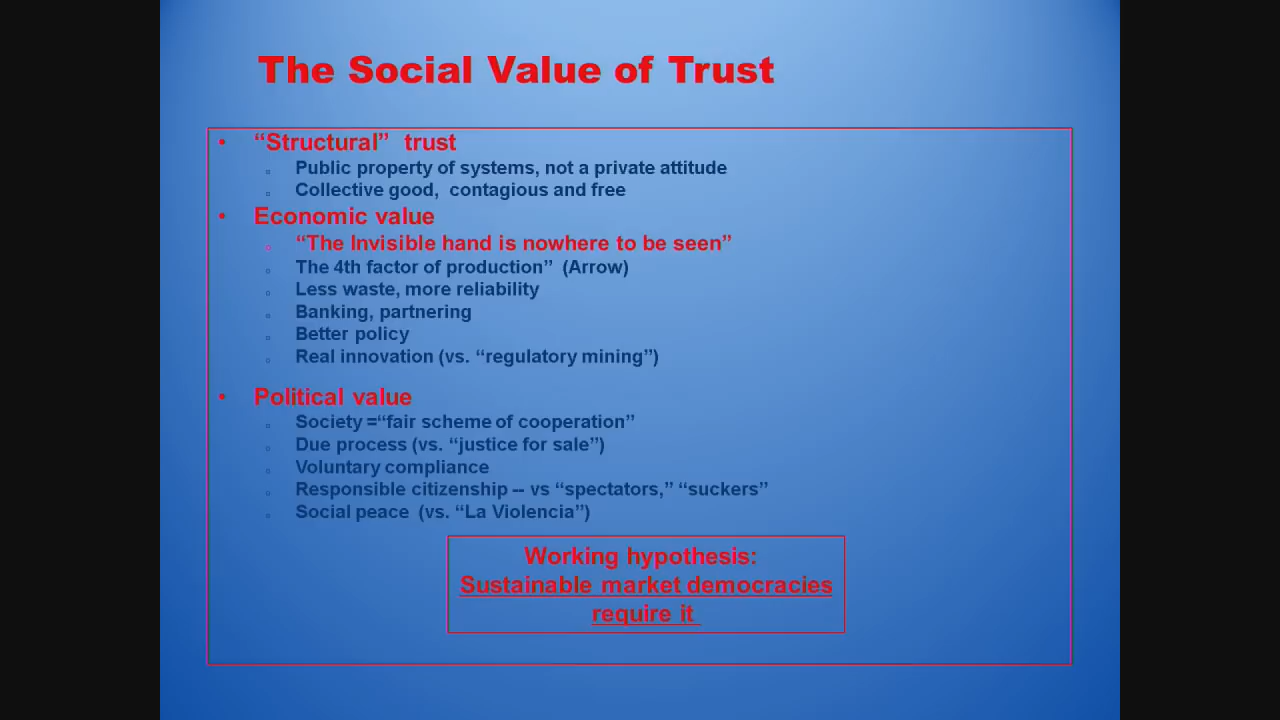 The Social Value of Trust
• “Structural” trust
o Public property of systems, not a private attitude
o Collective good, contagious and free
• Economic value
o “The Invisible hand is nowhere to be seen”
o The 4th factor of production” (Arrow)
o Less waste, more reliability
o Banking, partnering
o Better policy
o Real innovation (vs. “regulatory mining”)
• Political value
o Society =“fair scheme of cooperation”
o Due process (vs. “justice for sale”)
o Voluntary compliance
o Responsible citizenship -- vs “spectators,” “suckers”
o Social peace (vs. “La Violencia”)
Working hypothesis:
Sustainable market democracies
require it